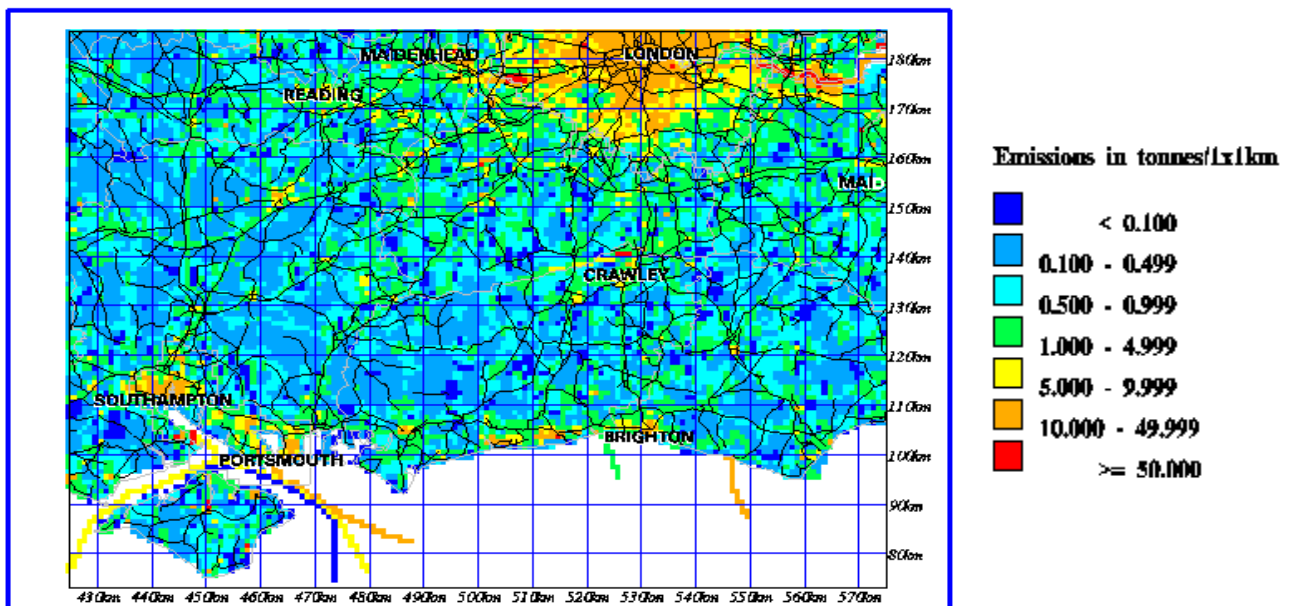 LONDON
MAIDENHEAD
READING
MAID
CRAWLEY
SOUTHAMPTON
BRIGHTON
PORTSMOUTH
180km
170km
160km
150km
140km
130km
120km
110km
100km
90km
80km
430km 440km 450km 460km 470km 480km 490km 500km 510km 520km 530km 540km 550km 560km 570km
Emissions in tonnes/1x1km
< 0.100
0.100 - 0.499
0.500 - 0.999
1.000 - 4.999
5.000 - 9.999
10.000 - 49.999
>= 50.000